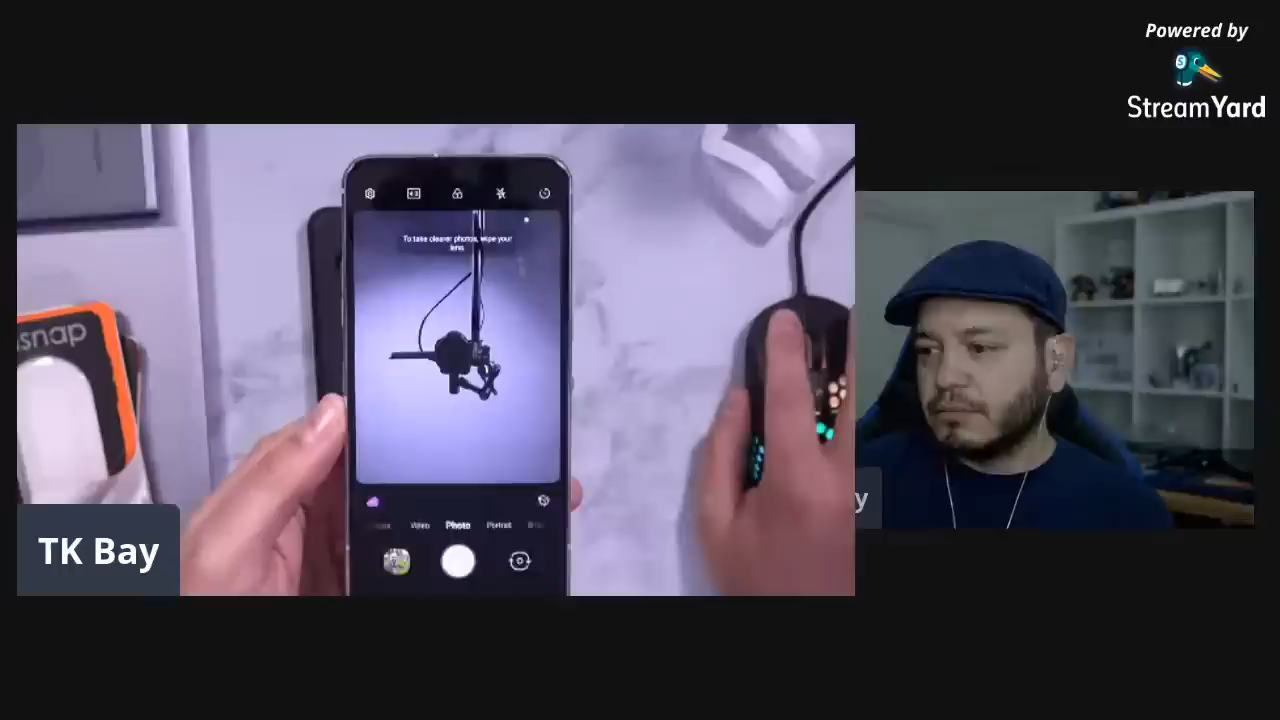 Powered by
StreamYard
To take clearer photos, wipe your
lens.
snap
Video Photo Portrait
TK Bay
y